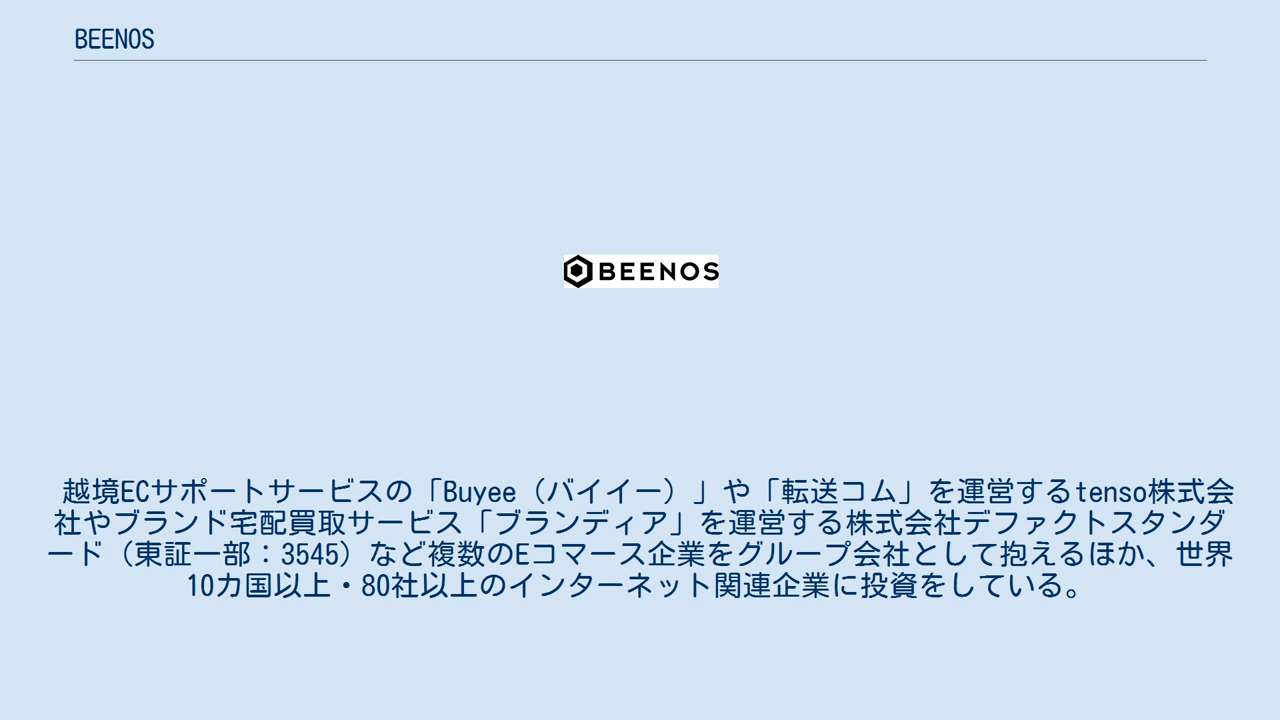 BEENOS
BEENOS
越境ECサポートサービスの「Buyee（バイイー）」や「転送コム」を運営するtenso株式会
社やブランド宅配買取サービス「ブランディア」を運営する株式会社デファクトスタンダ
ード（東証一部：3545）など複数のEコマース企業をグループ会社として抱えるほか、世界
10カ国以上・80社以上のインターネット関連企業に投資をしている。